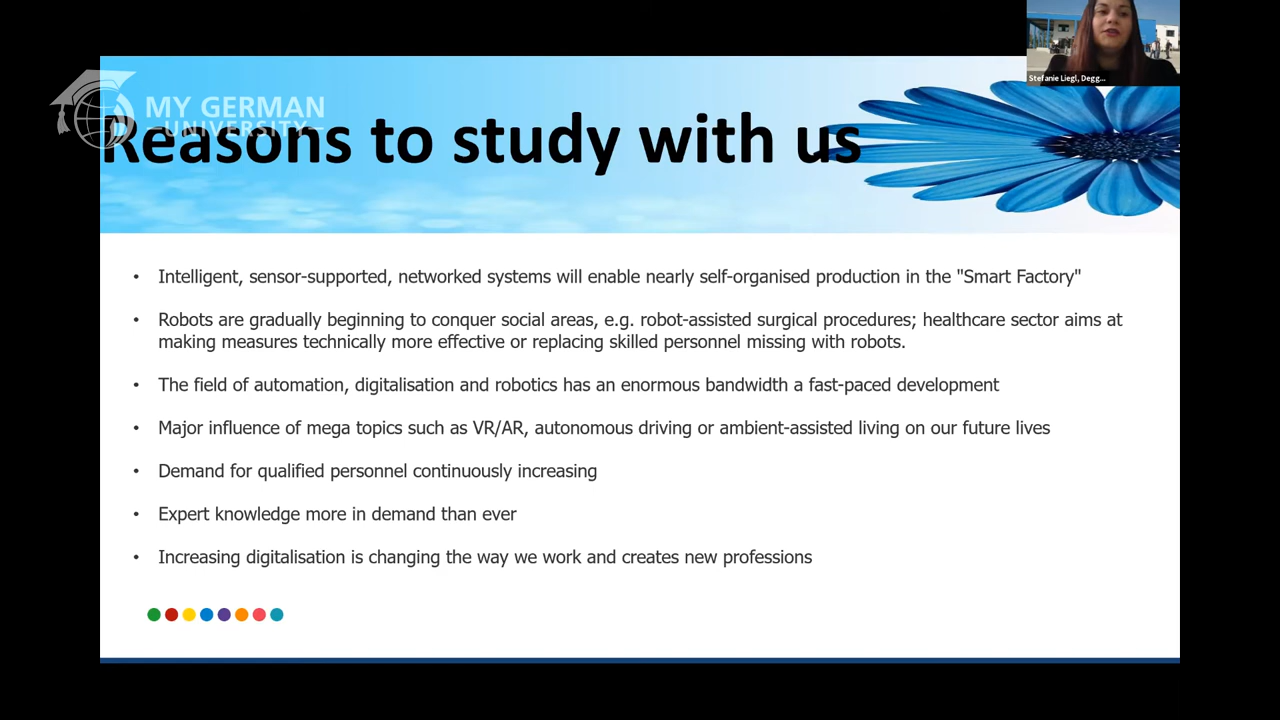 Stefanie Liegl, Degg...
MY GERMAN
UNIVERSITY
Reasons to study with us
• Intelligent, sensor-supported, networked systems will enable nearly self-organised production in the "Smart Factory"
• Robots are gradually beginning to conquer social areas, e.g. robot-assisted surgical procedures; healthcare sector aims at
making measures technically more effective or replacing skilled personnel missing with robots.
• The field of automation, digitalisation and robotics has an enormous bandwidth a fast-paced development
• Major influence of mega topics such as VR/AR, autonomous driving or ambient-assisted living on our future lives
• Demand for qualified personnel continuously increasing
• Expert knowledge more in demand than ever
• Increasing digitalisation is changing the way we work and creates new professions